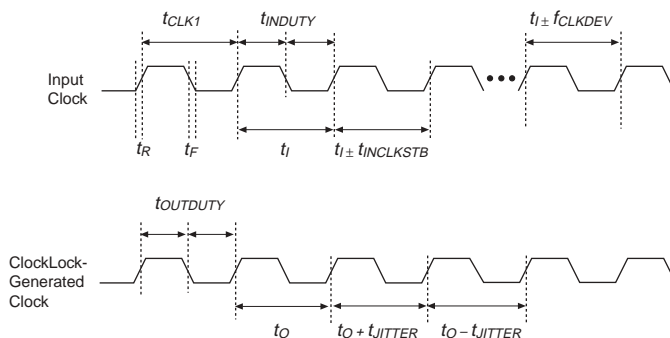 tCLK1 tINDUTY tI ± fCLKDEV
Input
Clock
tR tF tI tI ± tINCLKSTB
tOUTDUTY
ClockLock-
Generated
Clock
tO tO + tJITTER tO – tJITTER